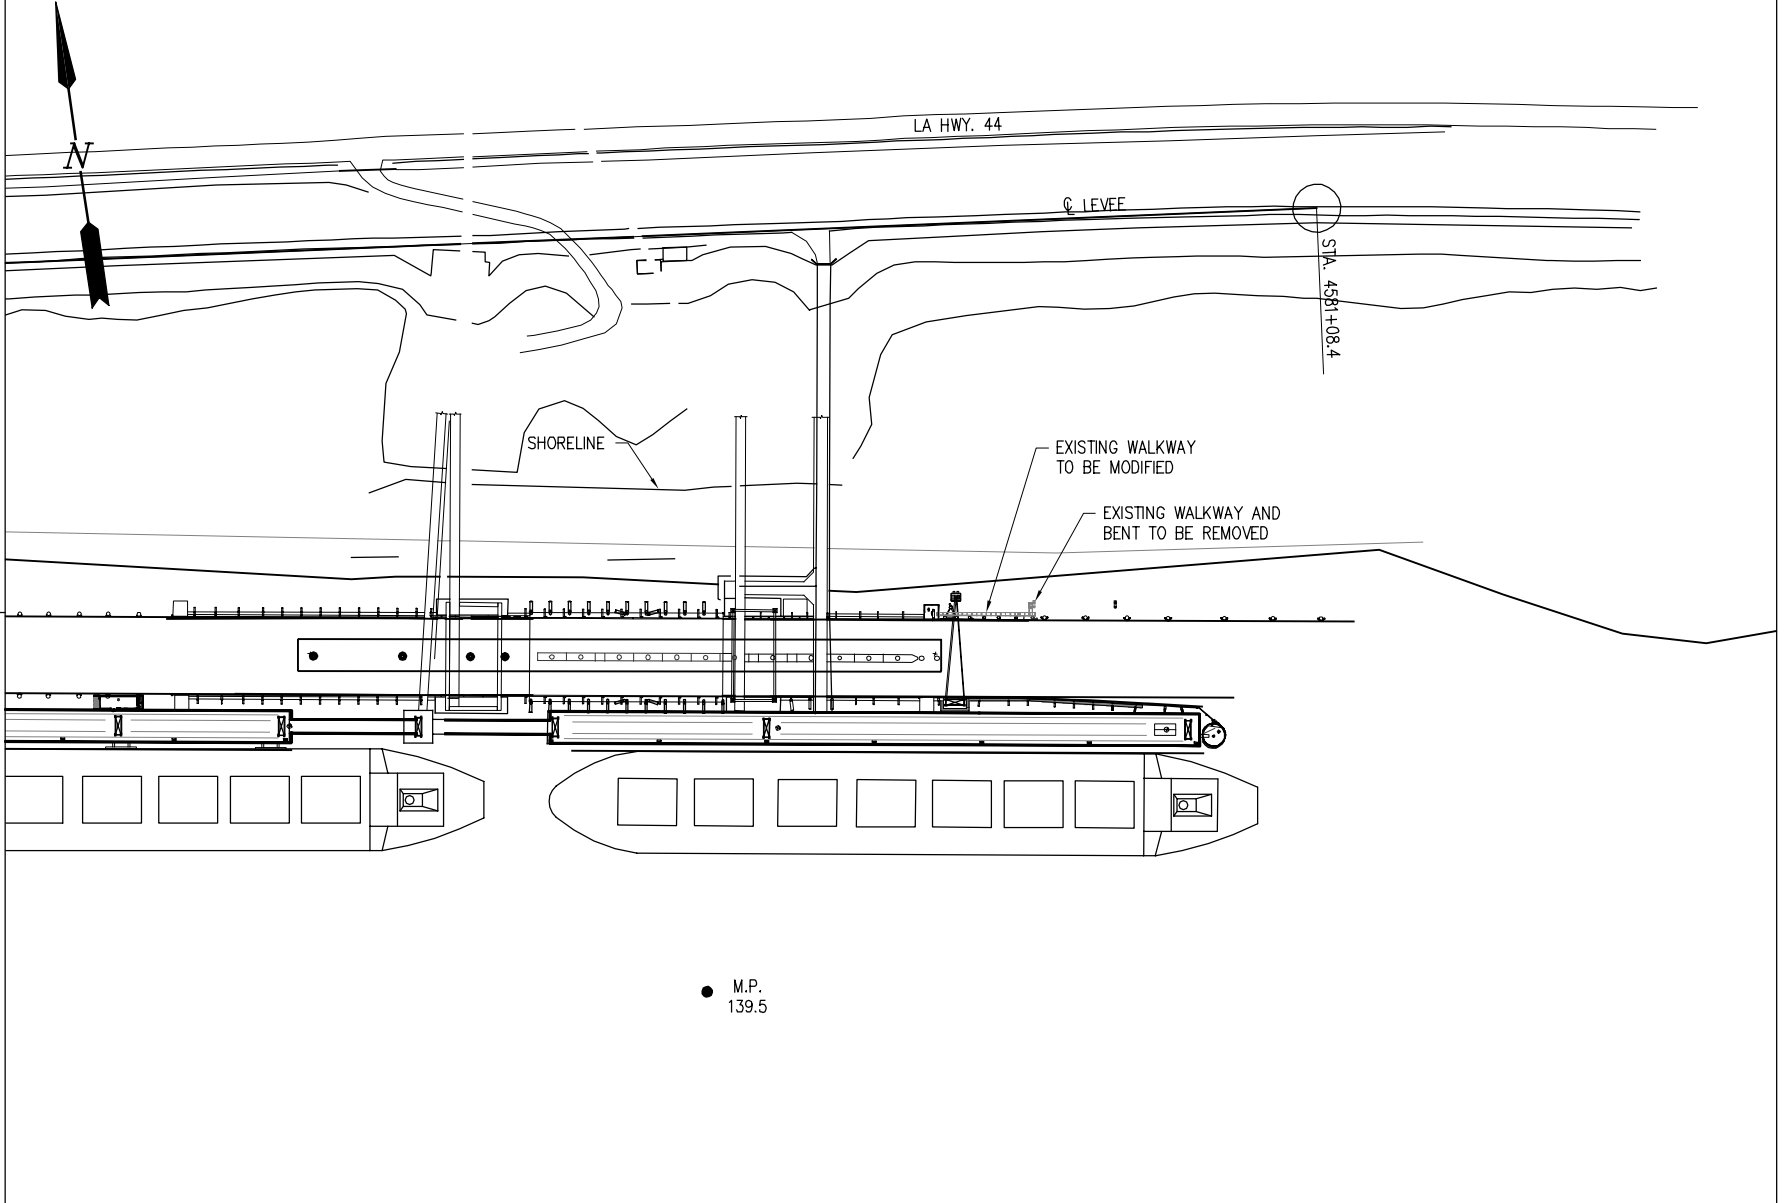 LA HWY. 44
N
℄ LEVEE
STA. 4581+08.4
SHORELINE
EXISTING WALKWAY
TO BE MODIFIED
EXISTING WALKWAY AND
BENT TO BE REMOVED
M.P.
139.5